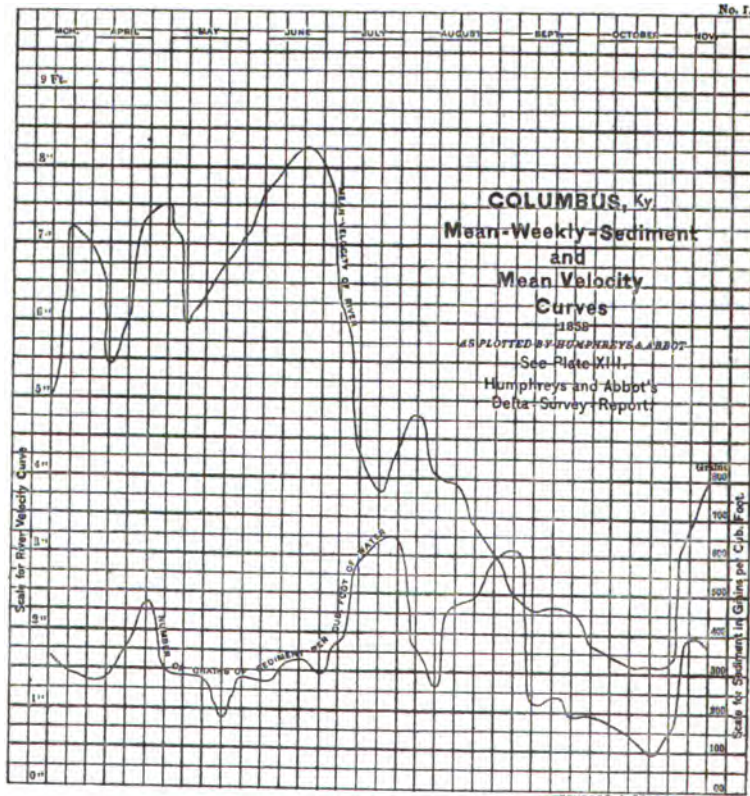 No. I.
MCH. APRIL MAY JUNE JULY AUGUST SEPT. OCTOBER NOV.
9 Ft.
8"
7"
6"
5"
4"
3"
2"
1"
0"
Scale for River Velocity Curve
MEAN-VELOCITY OF RIVER
COLUMBUS, Ky.
Mean-Weekly-Sediment
and
Mean Velocity
Curves
1858
AS PLOTTED BY HUMPHREYS & ABBOT
See Plate XIII.
Humphreys and Abbot's
Delta-Survey-Report.
NUMBER OF GRAINS OF SEDIMENT PER CUB. FOOT OF WATER
Grains
800
700
600
500
400
300
200
100
00
Scale for Sediment in Grains per Cub. Foot.